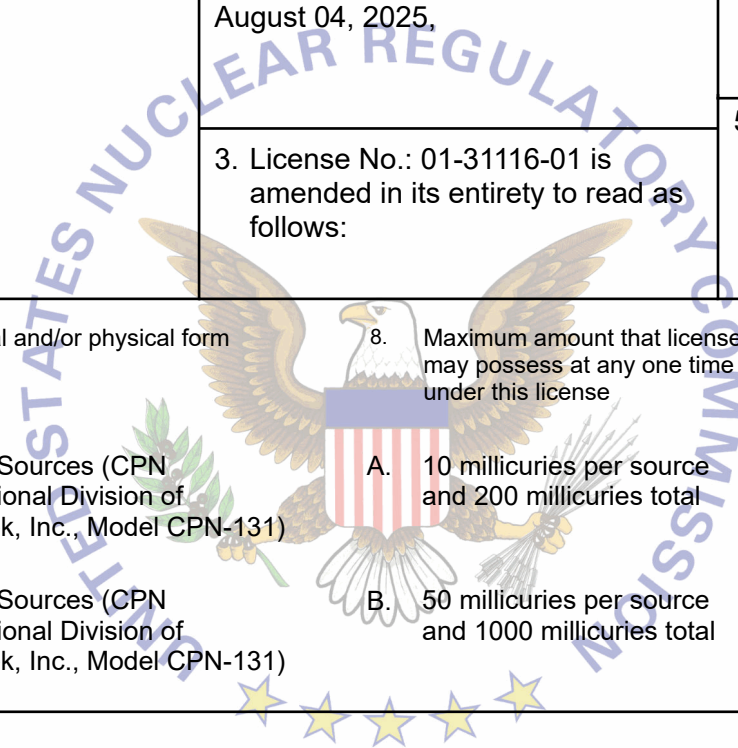 August 04, 2025,
3. License No.: 01-31116-01 is
amended in its entirety to read as
follows:
and/or physical form
8. Maximum amount that
may possess at any one time
under this license
Sources (CPN
Division of
Inc., Model CPN-131)
A. 10 millicuries per source
and 200 millicuries total
Sources (CPN
Division of
Inc., Model CPN-131)
B. 50 millicuries per source
and 1000 millicuries total
UNITED STATES NUCLEAR REGULATORY COMMISSION